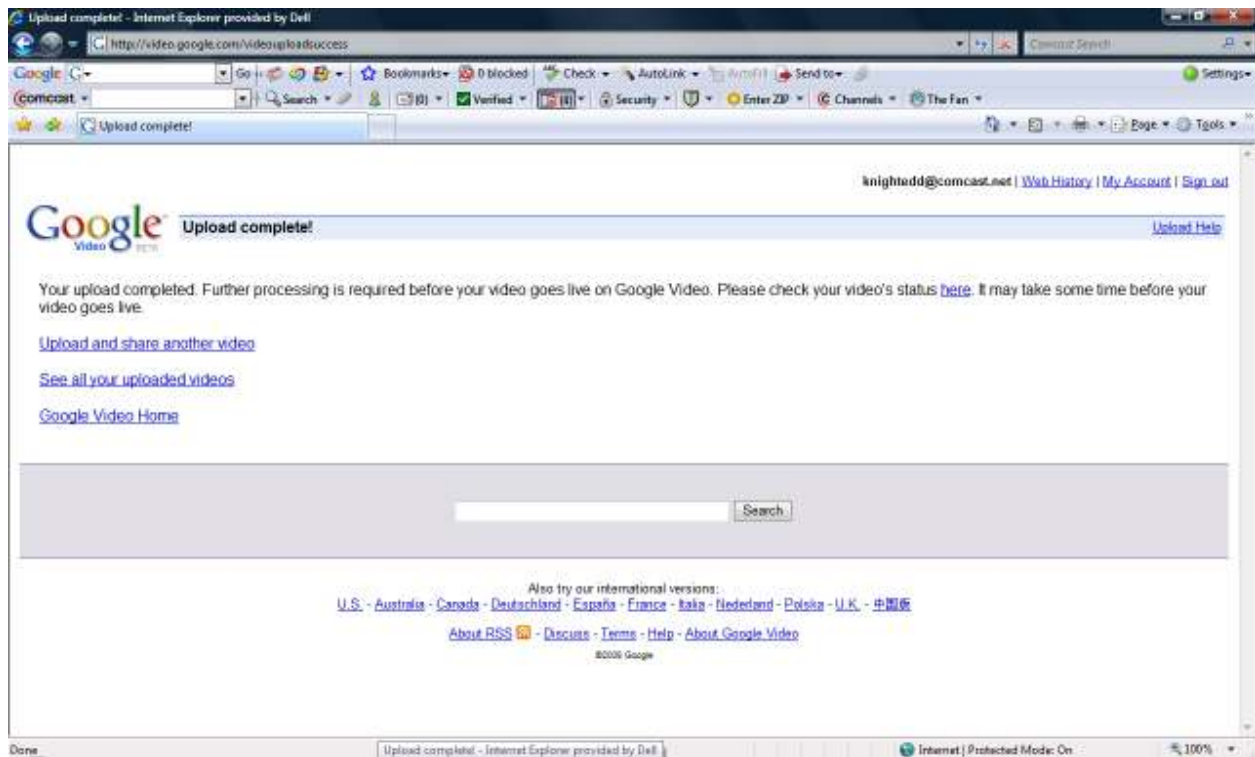 Upload complete! - Internet Explorer provided by Dell
http://video.google.com/videouploadsuccess Comcast Search
Google Go Bookmarks 0 blocked Check AutoLink AutoFill Send to Settings
comcast Search (0) Verified Security Enter ZIP Channels The Fan
Upload complete! Page Tools
knightedd@comcast.net | Web History | My Account | Sign out
Google Video BETA Upload complete! Upload Help
Your upload completed. Further processing is required before your video goes live on Google Video. Please check your video's status here. It may take some time before your
video goes live.
Upload and share another video
See all your uploaded videos
Google Video Home
Search
Also try our international versions:
U.S. - Australia - Canada - Deutschland - España - France - Italia - Nederland - Polska - U.K. - 中国版
About RSS - Discuss - Terms - Help - About Google Video
Google
Done Upload complete! - Internet Explorer provided by Dell Internet | Protected Mode: On 100%